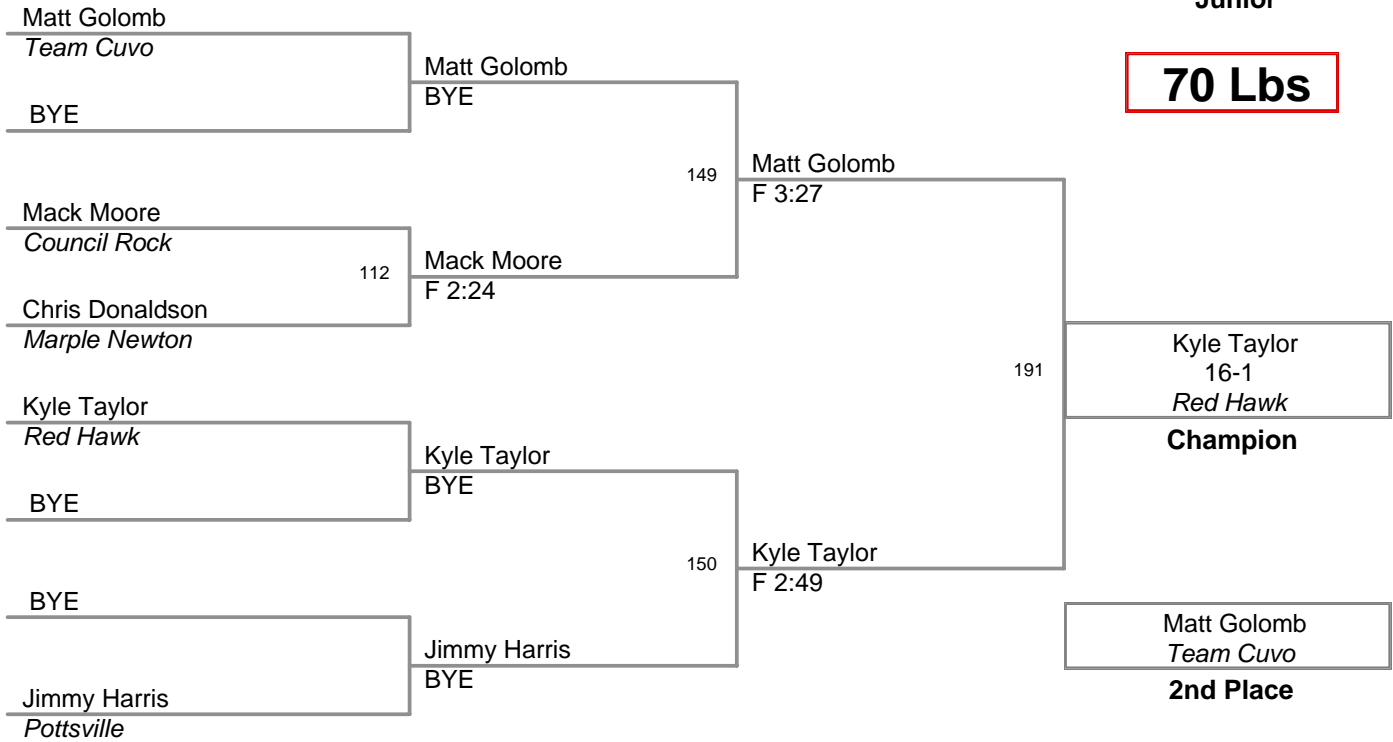 Junior
70 Lbs
Matt Golomb
Team Cuvo
BYE
Mack Moore
Council Rock
Chris Donaldson
Marple Newton
Kyle Taylor
Red Hawk
BYE
BYE
Jimmy Harris
Pottsville
Matt Golomb
BYE
112
Mack Moore
F 2:24
Kyle Taylor
BYE
Jimmy Harris
BYE
149
Matt Golomb
F 3:27
150
Kyle Taylor
F 2:49
191
Kyle Taylor
16-1
Red Hawk
Champion
Matt Golomb
Team Cuvo
2nd Place